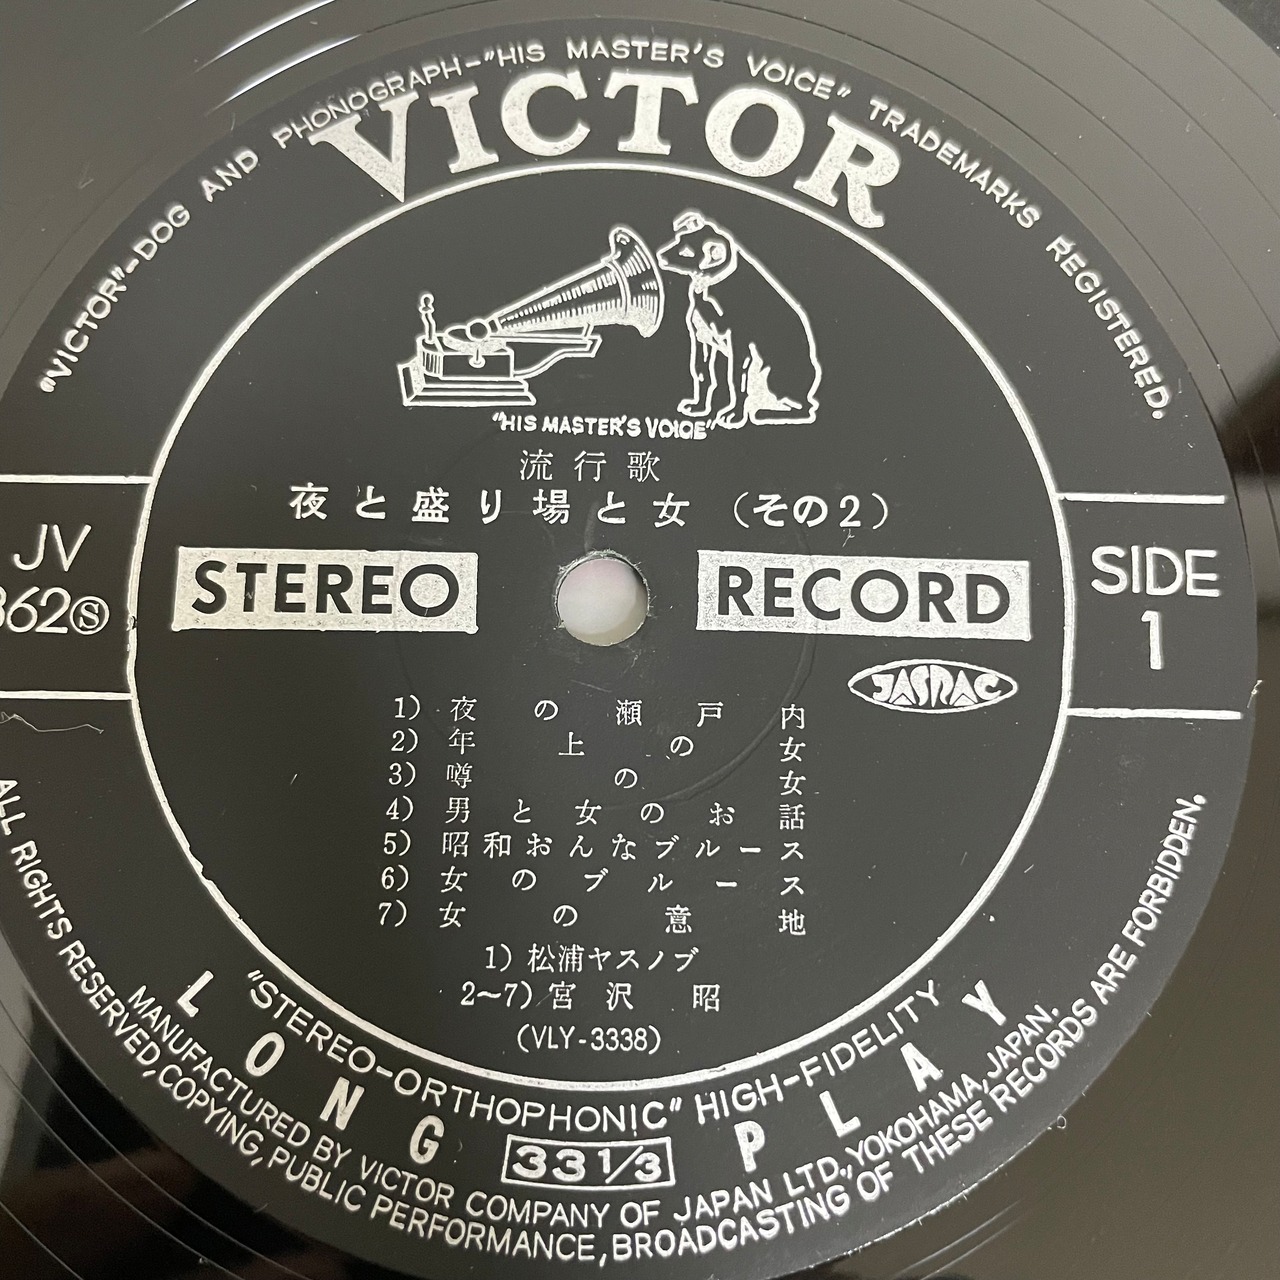 "VICTOR"-DOG AND PHONOGRAPH-"HIS MASTER'S VOICE" TRADEMARKS REGISTERED.
VICTOR
"HIS MASTER'S VOICE"
流行歌
夜と盛り場と女（その2）
JV
862Ⓢ
STEREO RECORD
SIDE
1
JASRAC
1) 夜の瀬戸内
2) 年上の女
3) 噂の女
4) 男と女のお話
5) 昭和おんなブルース
6) 女のブルース
7) 女の意地
1) 松浦ヤスノブ
2〜7) 宮沢 昭
(VLY-3338)
"STEREO-ORTHOPHONIC" HIGH-FIDELITY
LONG 33 1/3 PLAY
MANUFACTURED BY VICTOR COMPANY OF JAPAN LTD., YOKOHAMA, JAPAN.
ALL RIGHTS RESERVED, COPYING, PUBLIC PERFORMANCE, BROADCASTING OF THESE RECORDS ARE FORBIDDEN.